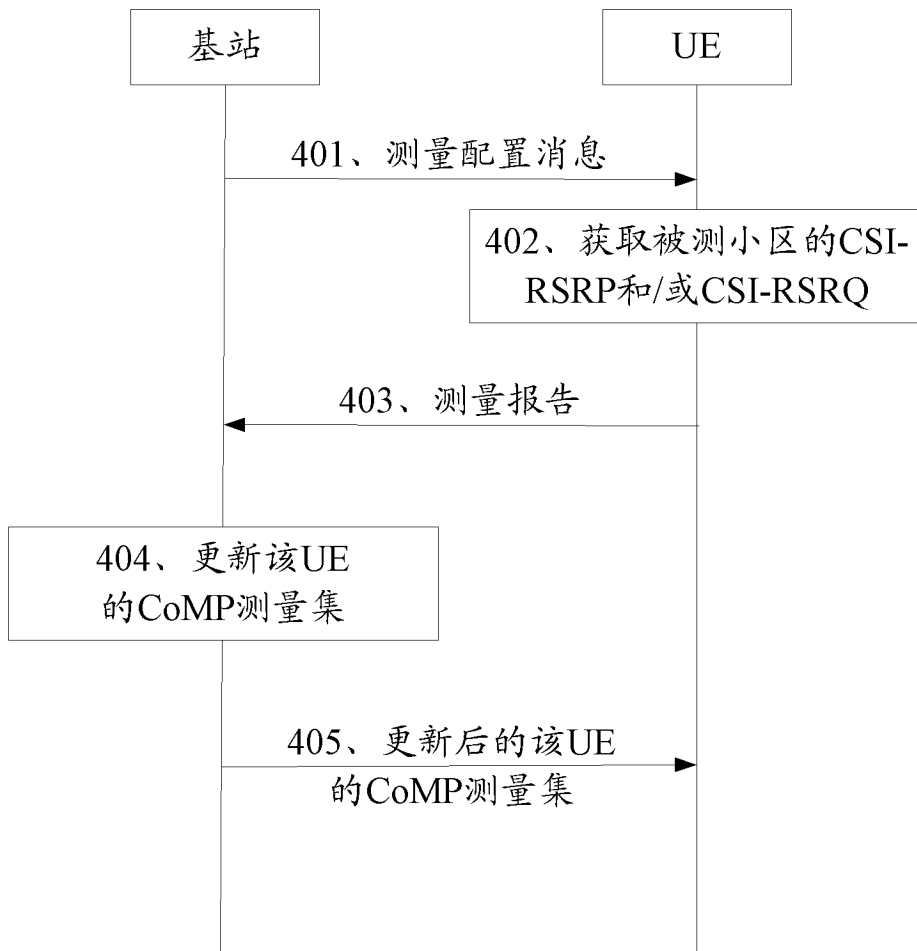 基站
UE
401、测量配置消息
402、获取被测小区的CSI-
RSRP和/或CSI-RSRQ
403、测量报告
404、更新该UE
的CoMP测量集
405、更新后的该UE
的CoMP测量集